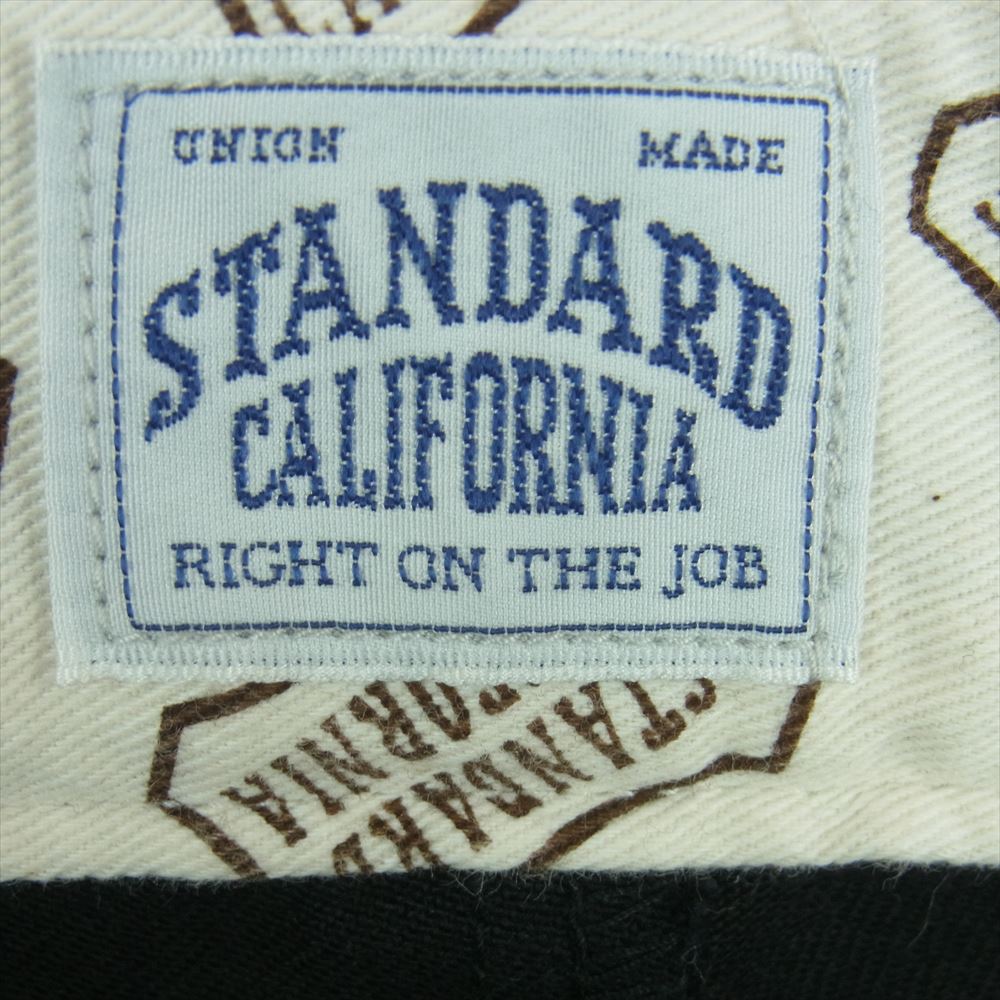 UNION MADE
STANDARD
CALIFORNIA
RIGHT ON THE JOB
STANDARD
CALIFORNIA